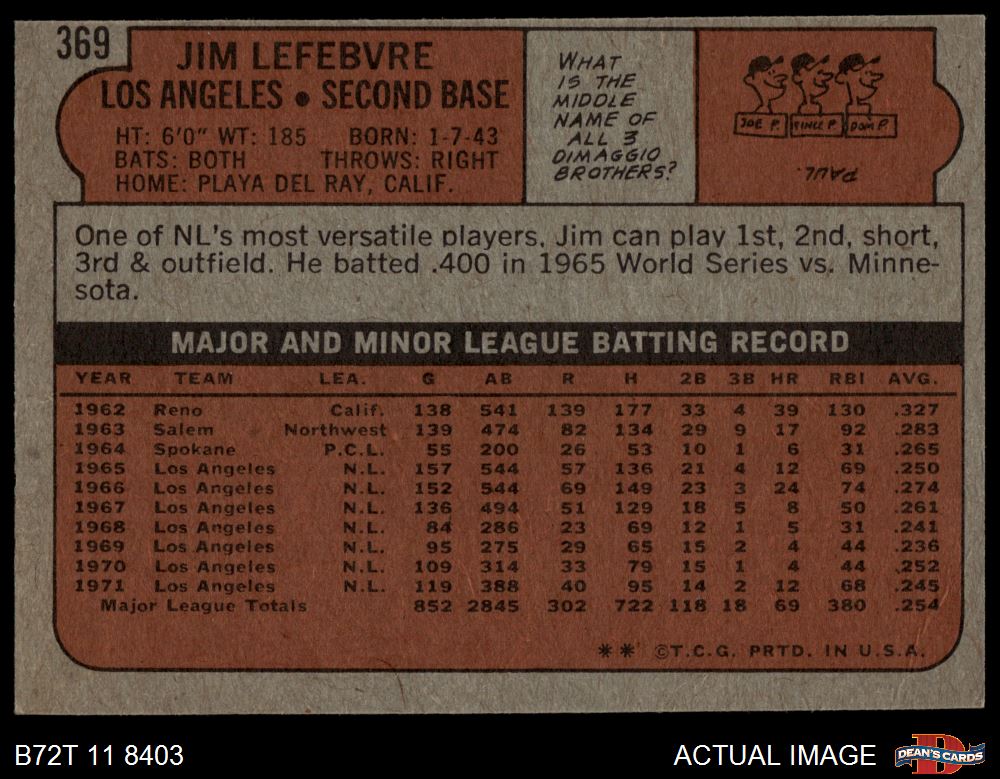 369
JIM LEFEBVRE
LOS ANGELES • SECOND BASE
HT: 6'0" WT: 185 BORN: 1-7-43
BATS: BOTH THROWS: RIGHT
HOME: PLAYA DEL RAY, CALIF.
WHAT
IS THE
MIDDLE
NAME OF
ALL 3
DIMAGGIO
BROTHERS?
JOE P. VINCE P. DOM P.
PAUL
One of NL's most versatile players, Jim can play 1st, 2nd, short,
3rd & outfield. He batted .400 in 1965 World Series vs. Minne-
sota.
MAJOR AND MINOR LEAGUE BATTING RECORD
YEAR TEAM LEA. G AB R H 2B 3B HR RBI AVG.
1962 Reno Calif. 138 541 139 177 33 4 39 130 .327
1963 Salem Northwest 139 474 82 134 29 9 17 92 .283
1964 Spokane P.C.L. 55 200 26 53 10 1 6 31 .265
1965 Los Angeles N.L. 157 544 57 136 21 4 12 69 .250
1966 Los Angeles N.L. 152 544 69 149 23 3 24 74 .274
1967 Los Angeles N.L. 136 494 51 129 18 5 8 50 .261
1968 Los Angeles N.L. 84 286 23 69 12 1 5 31 .241
1969 Los Angeles N.L. 95 275 29 65 15 2 4 44 .236
1970 Los Angeles N.L. 109 314 33 79 15 1 4 44 .252
1971 Los Angeles N.L. 119 388 40 95 14 2 12 68 .245
Major League Totals 852 2845 302 722 118 18 69 380 .254
** ©T.C.G. PRTD. IN U.S.A.
B72T 11 8403
ACTUAL IMAGE
D
DEAN'S CARDS